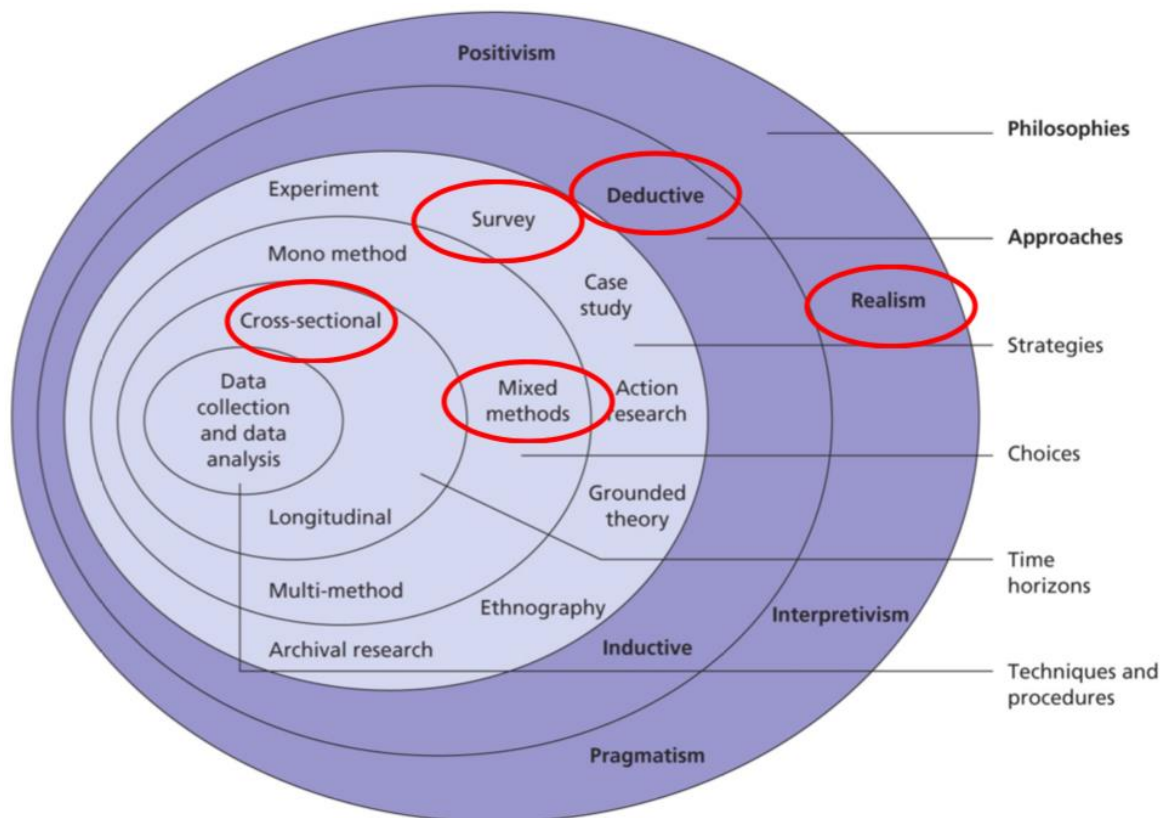 Positivism
Philosophies
Experiment
Deductive
Survey
Approaches
Mono method
Case
study
Realism
Cross-sectional
Strategies
Data
collection
and data
analysis
Mixed
methods
Action
research
Choices
Grounded
theory
Longitudinal
Time
horizons
Multi-method
Ethnography
Interpretivism
Archival research
Inductive
Techniques and
procedures
Pragmatism